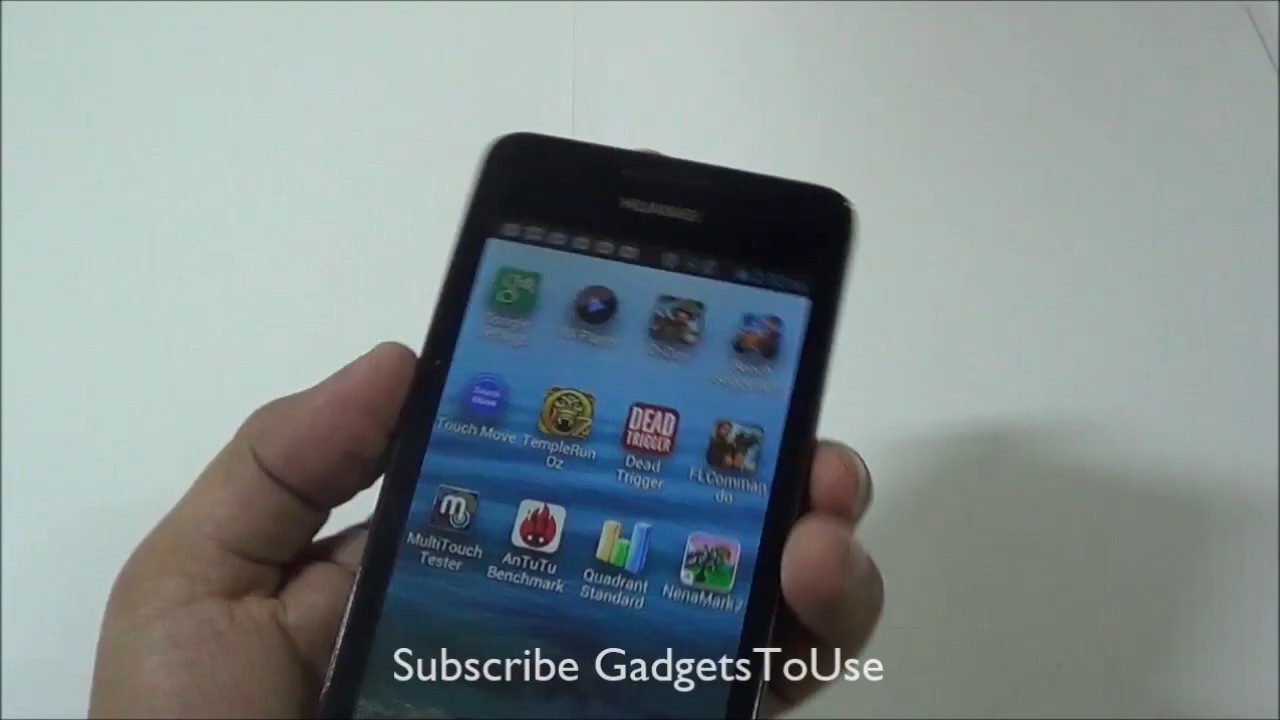 Touch Move
TempleRun
Oz
DEAD
TRIGGER
Dead
Trigger
FLComman
do
MultiTouch
Tester
AnTuTu
Benchmark
Quadrant
Standard
NenaMark2
Subscribe GadgetsToUse